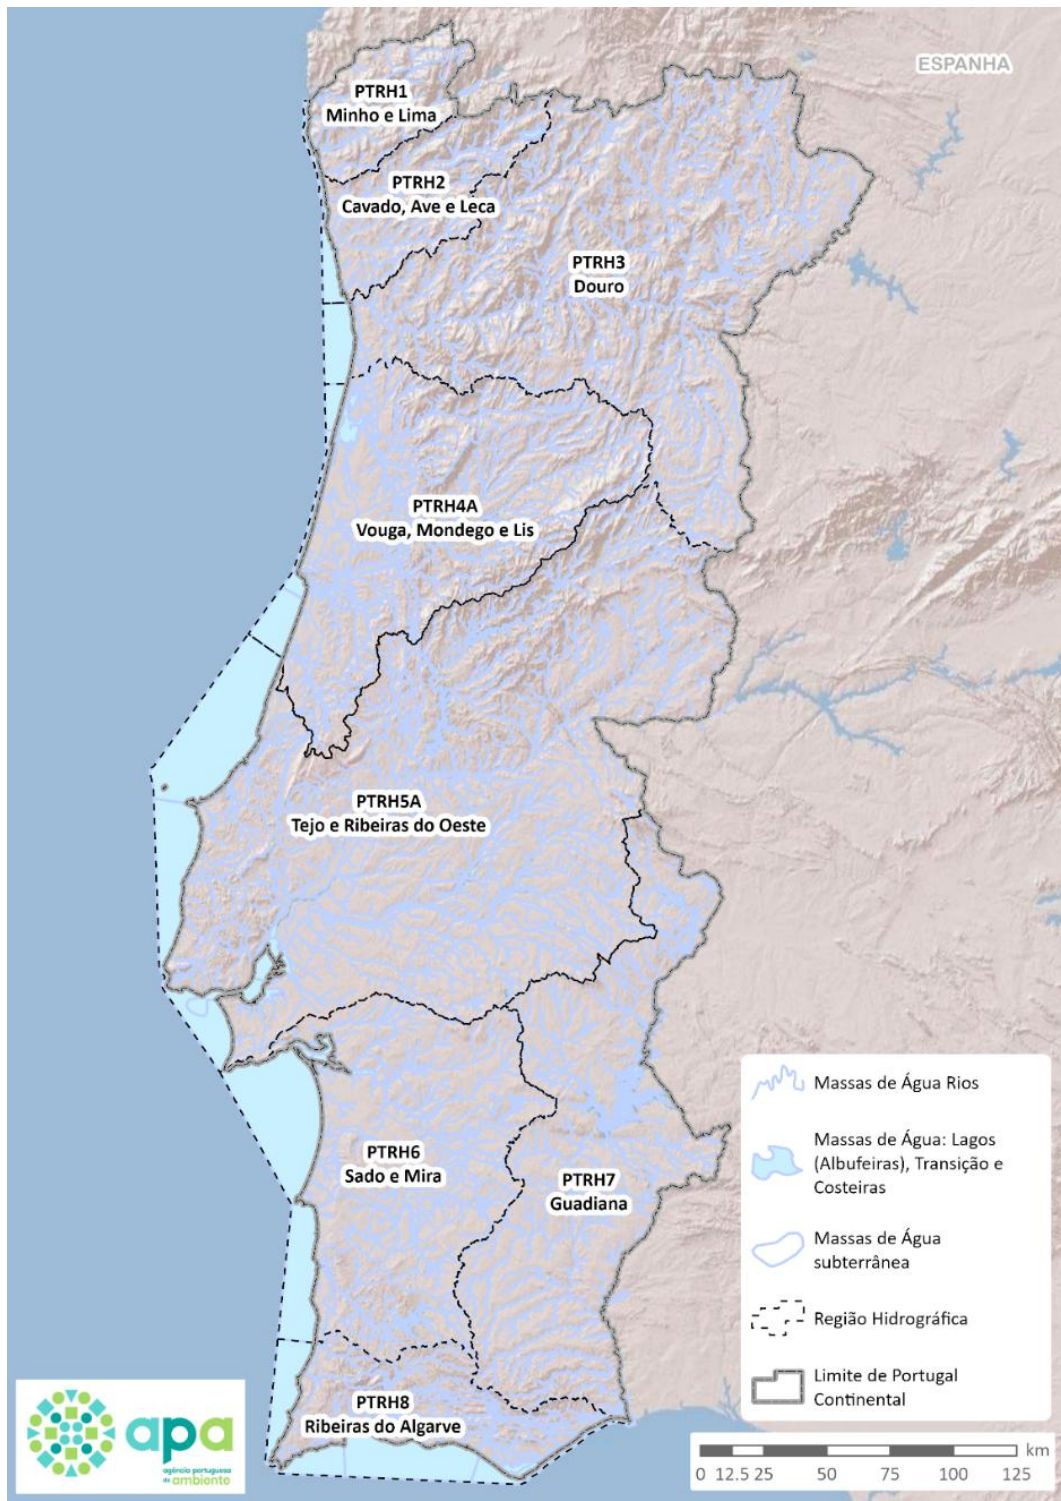 ESPANHA
PTRH1
Minho e Lima
PTRH2
Cavado, Ave e Leca
PTRH3
Douro
PTRH4A
Vouga, Mondego e Lis
PTRH5A
Tejo e Ribeiras do Oeste
PTRH6
Sado e Mira
PTRH7
Guadiana
PTRH8
Ribeiras do Algarve
Massas de Água Rios
Massas de Água: Lagos
(Albufeiras), Transição e
Costeiras
Massas de Água
subterrânea
Região Hidrográfica
Limite de Portugal
Continental
apa
agência portuguesa
do ambiente
km
0 12.5 25 50 75 100 125